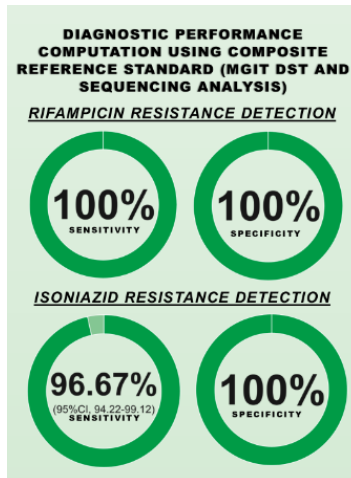 DIAGNOSTIC PERFORMANCE
COMPUTATION USING COMPOSITE
REFERENCE STANDARD (MGIT DST AND
SEQUENCING ANALYSIS)
RIFAMPICIN RESISTANCE DETECTION
100%
SENSITIVITY
100%
SPECIFICITY
ISONIAZID RESISTANCE DETECTION
96.67%
(95%CI, 94.22-99.12)
SENSITIVITY
100%
SPECIFICITY